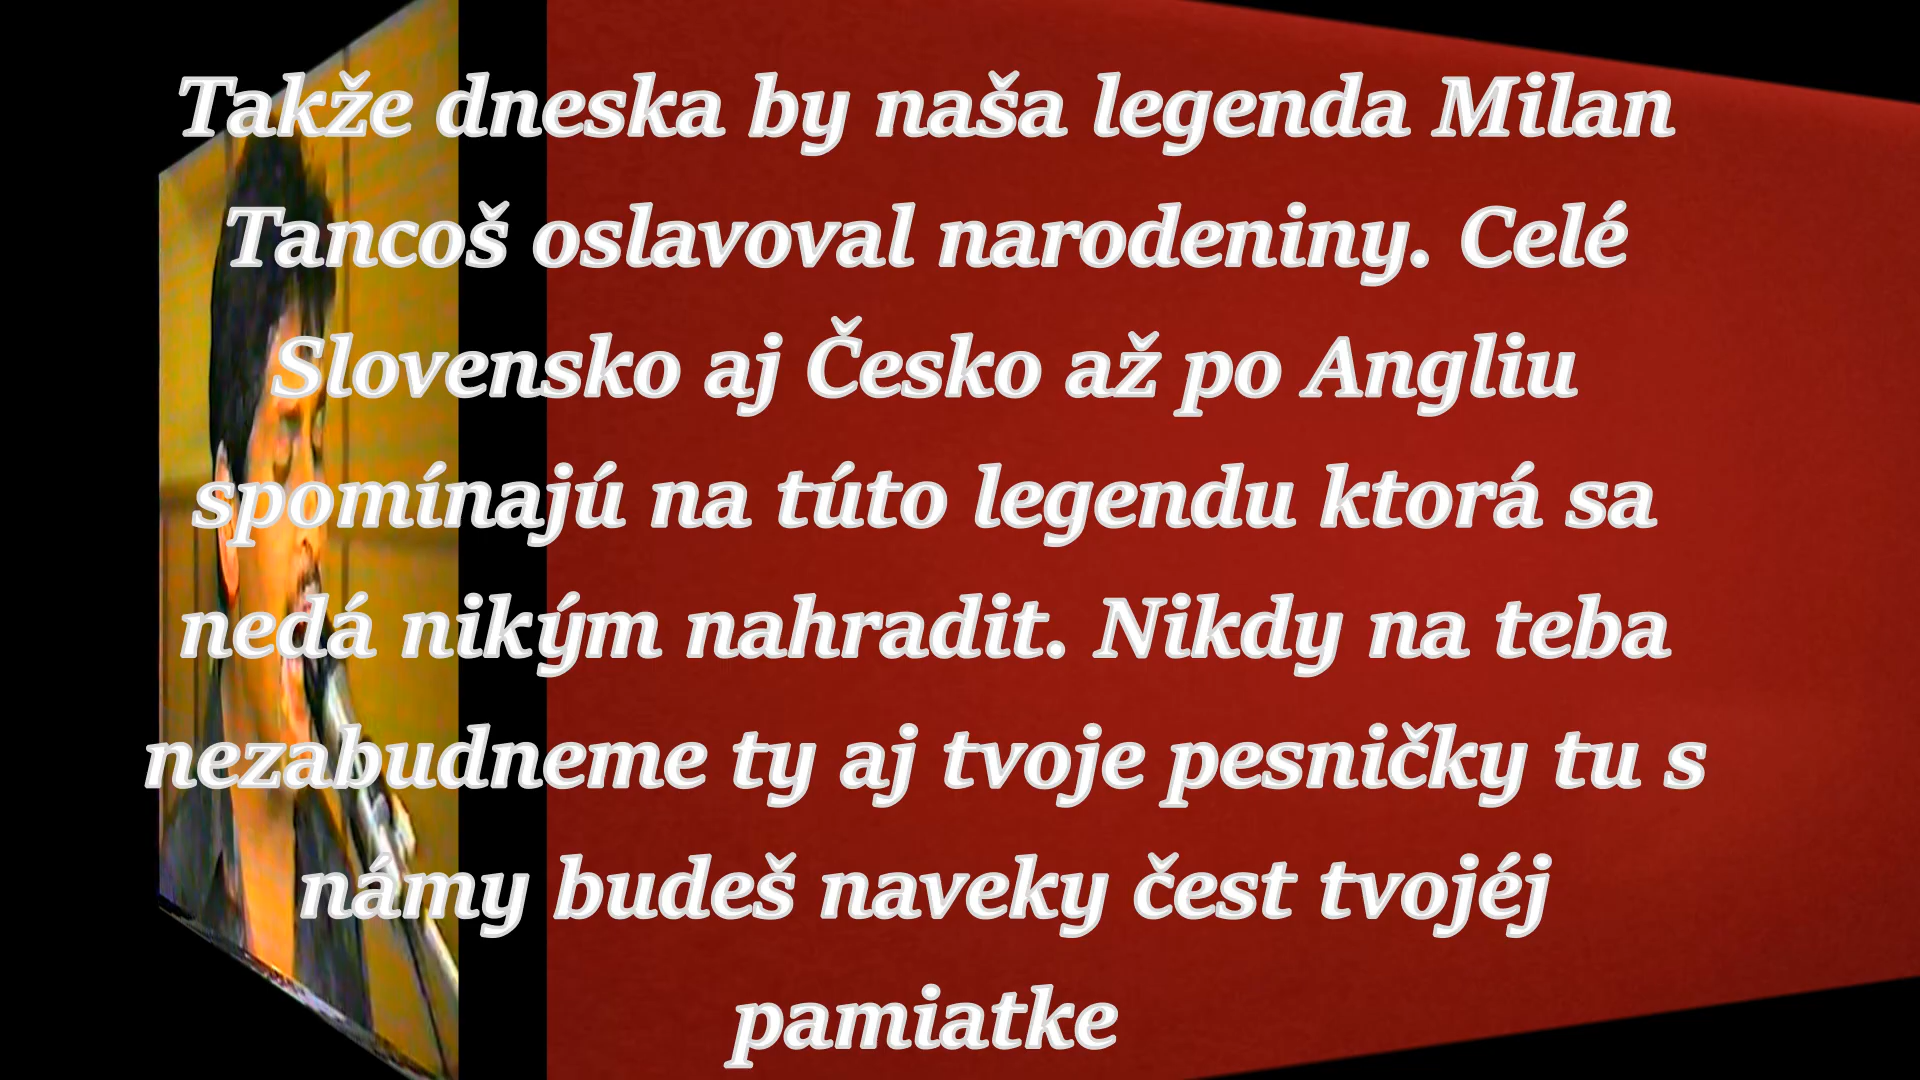 Takže dneska by naša legenda Milan
Tancoš oslavoval narodeniny. Celé
Slovensko aj Česko až po Angliu
spomínajú na túto legendu ktorá sa
nedá nikým nahradit. Nikdy na teba
nezabudneme ty aj tvoje pesničky tu s
námy budeš naveky čest tvojéj
pamiatke